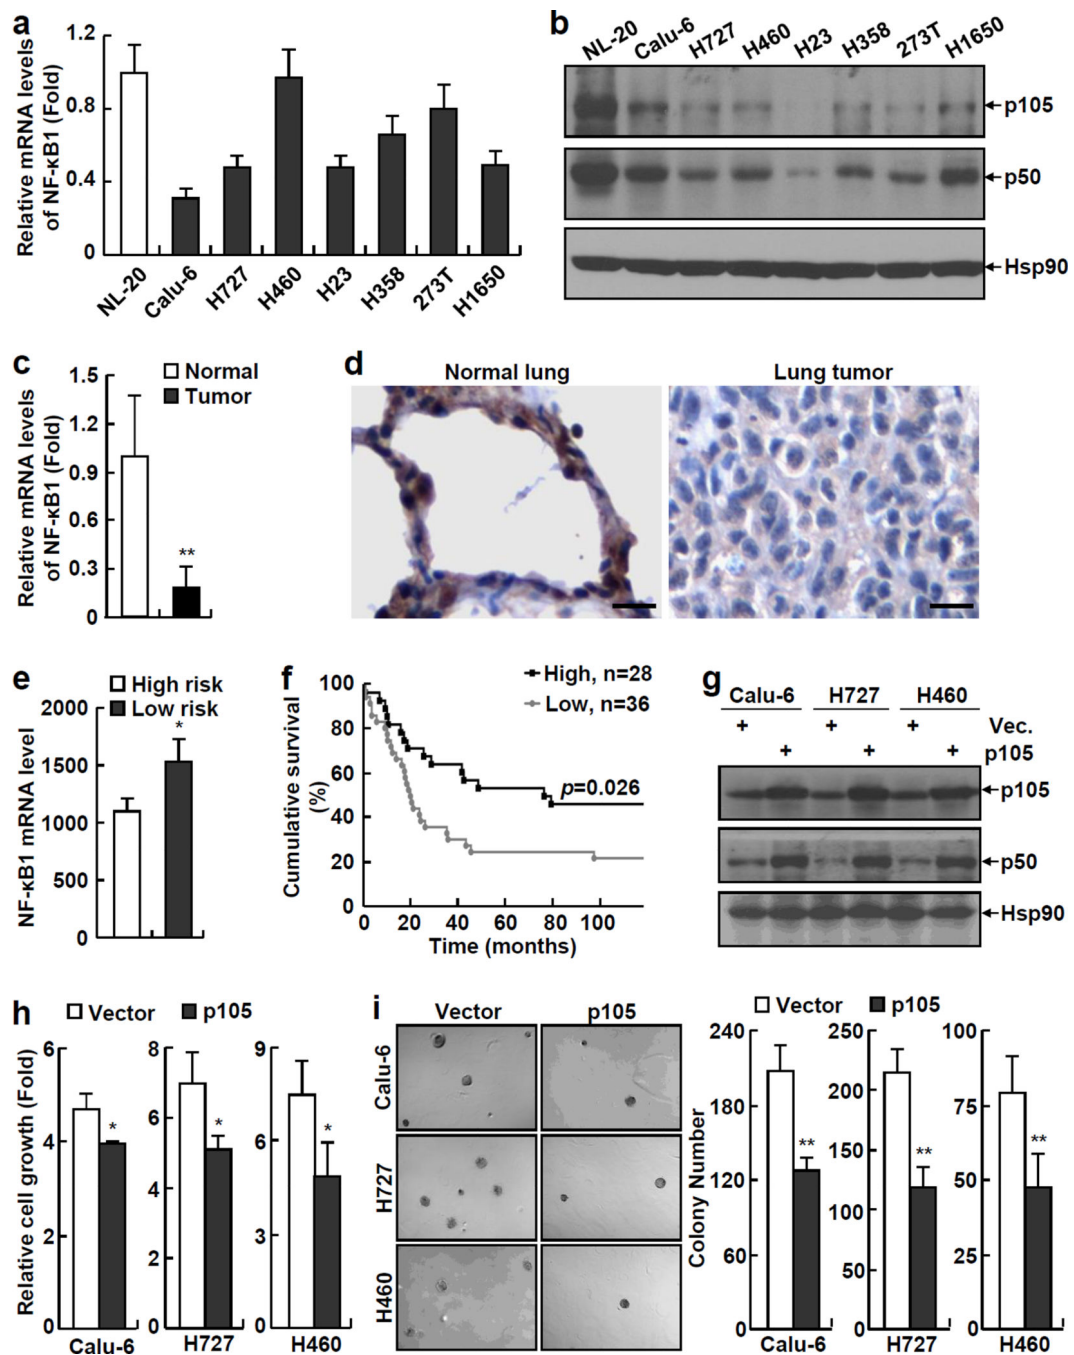 a
Relative mRNA levels
of NF-κB1 (Fold)
1.2
0.8
0.4
0
NL-20
Calu-6
H727
H460
H23
H358
273T
H1650
b
NL-20
Calu-6
H727
H460
H23
H358
273T
H1650
p105
p50
Hsp90
c
Normal
Tumor
Relative mRNA levels
of NF-κB1 (Fold)
1.5
1.2
0.9
0.6
0.3
0
**
d
Normal lung
Lung tumor
e
High risk
Low risk
NF-κB1 mRNA level
2000
1500
1000
500
0
*
f
High, n=28
Low, n=36
Cumulative survival
(%)
100
80
60
40
20
0
p=0.026
0
20
40
60
80
100
Time (months)
g
Calu-6
H727
H460
+ + + Vec.
+ + + p105
p105
p50
Hsp90
h
Vector
p105
Relative cell growth (Fold)
6
4
2
0
*
Calu-6
8
6
4
2
0
*
H727
9
6
3
0
*
H460
i
Vector
p105
Calu-6
H727
H460
Vector
p105
Colony Number
240
180
120
60
0
**
Calu-6
250
200
150
100
50
0
**
H727
100
75
50
25
0
**
H460